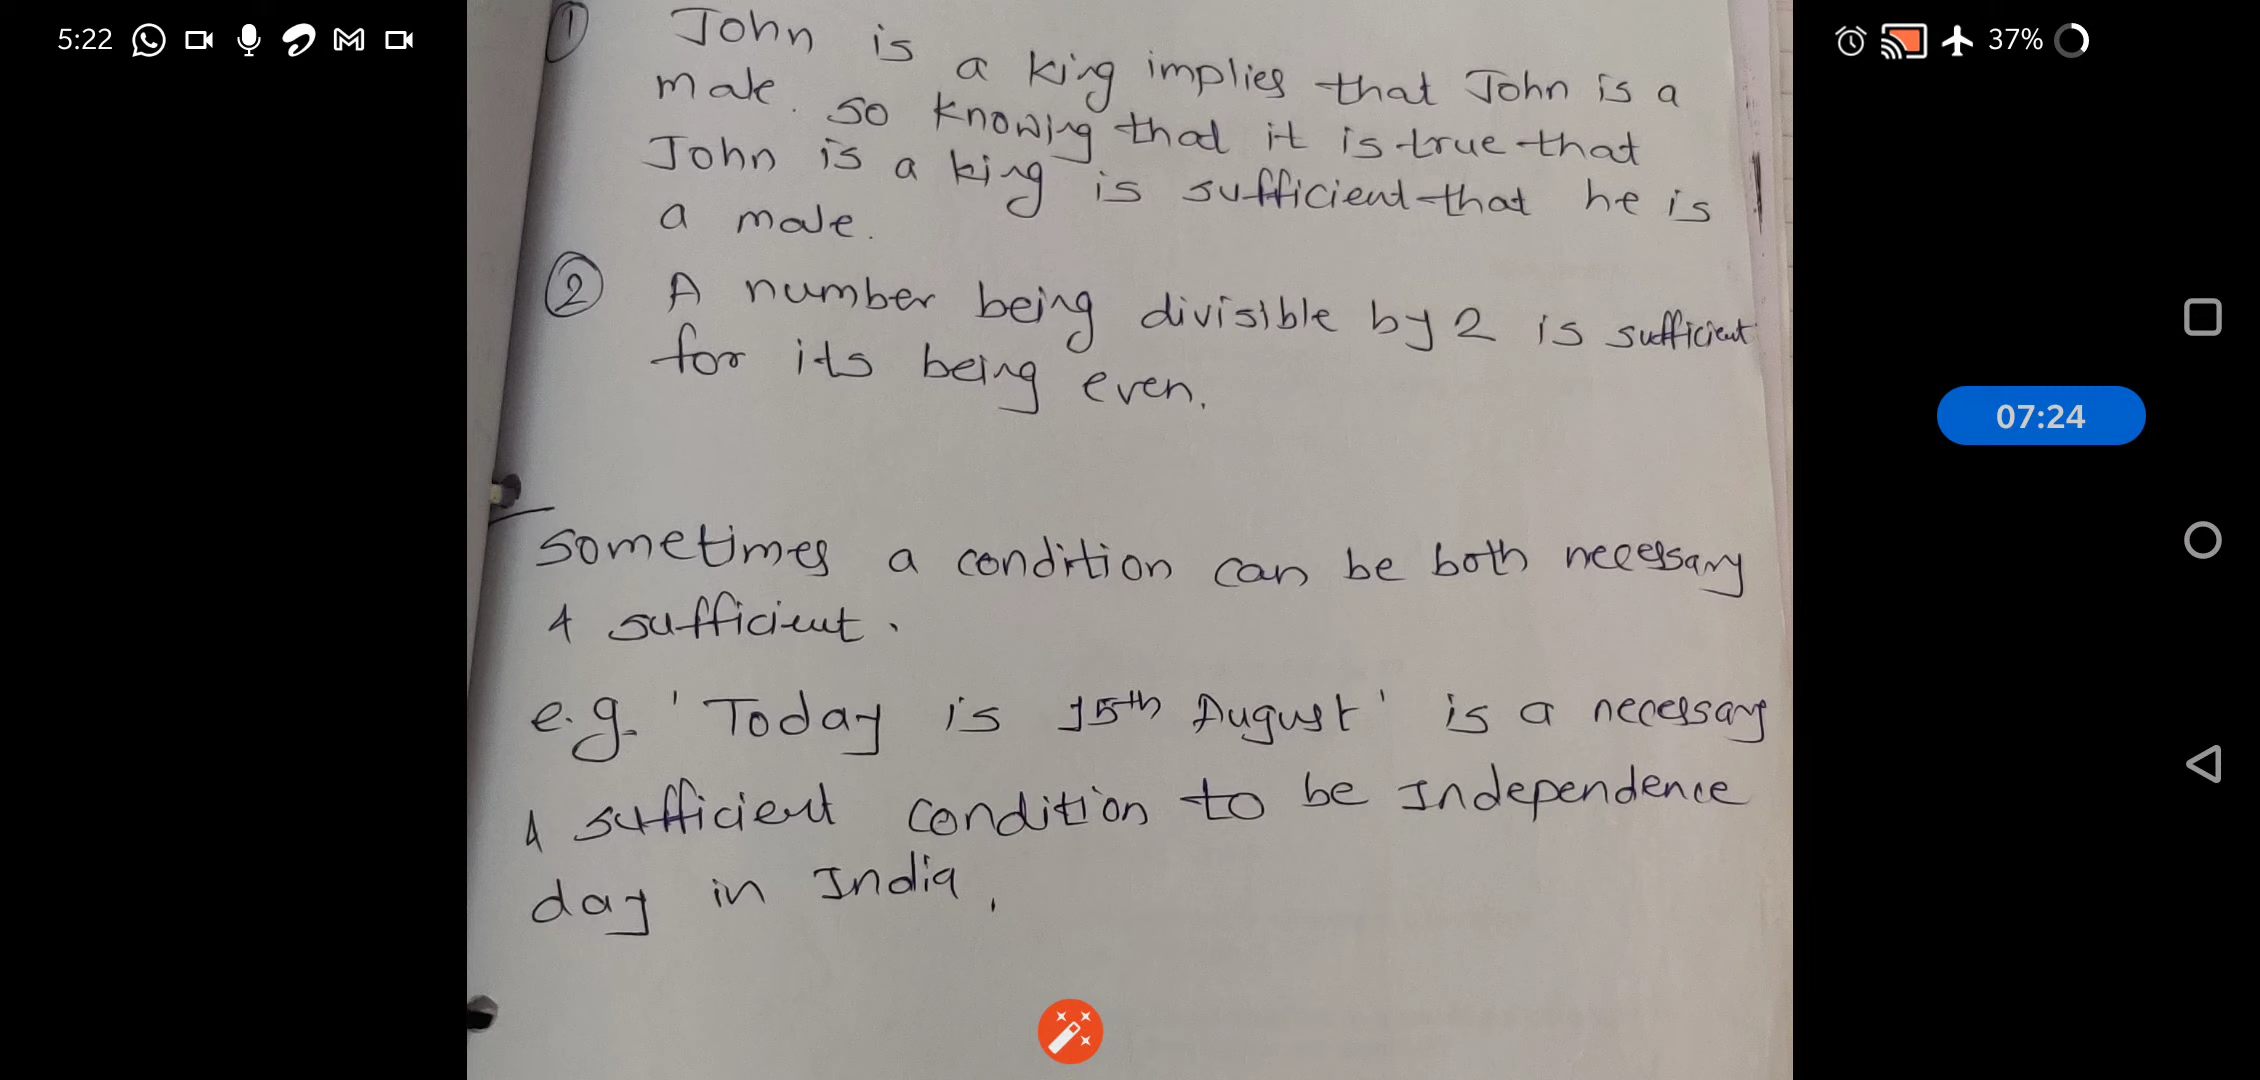 5:22
37%
① John is a king implies that John is a
male. so knowing that it is true that
John is a king is sufficient that he is
a male.
② A number being divisible by 2 is sufficient
for its being even.
07:24
sometimes a condition can be both necessary
& sufficient.
e.g. 'Today is 15th August' is a necessary
& sufficient condition to be Independence
day in India,